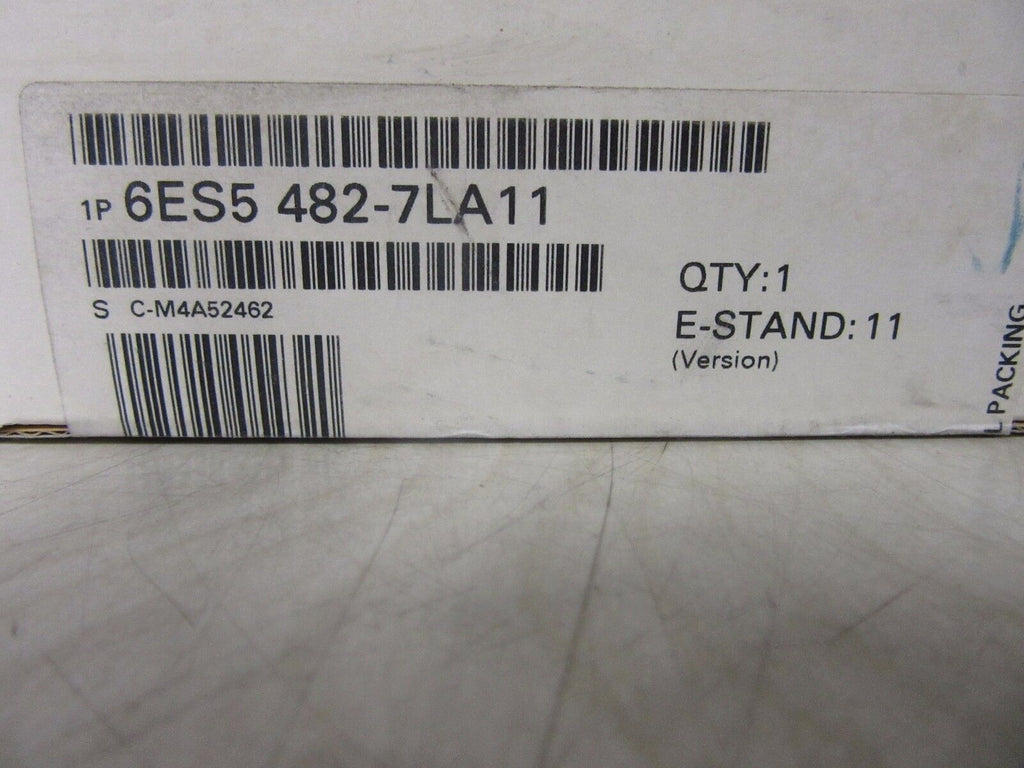 1P 6ES5 482-7LA11
S C-M4A52462
QTY:1
E-STAND: 11
(Version)
PACKING